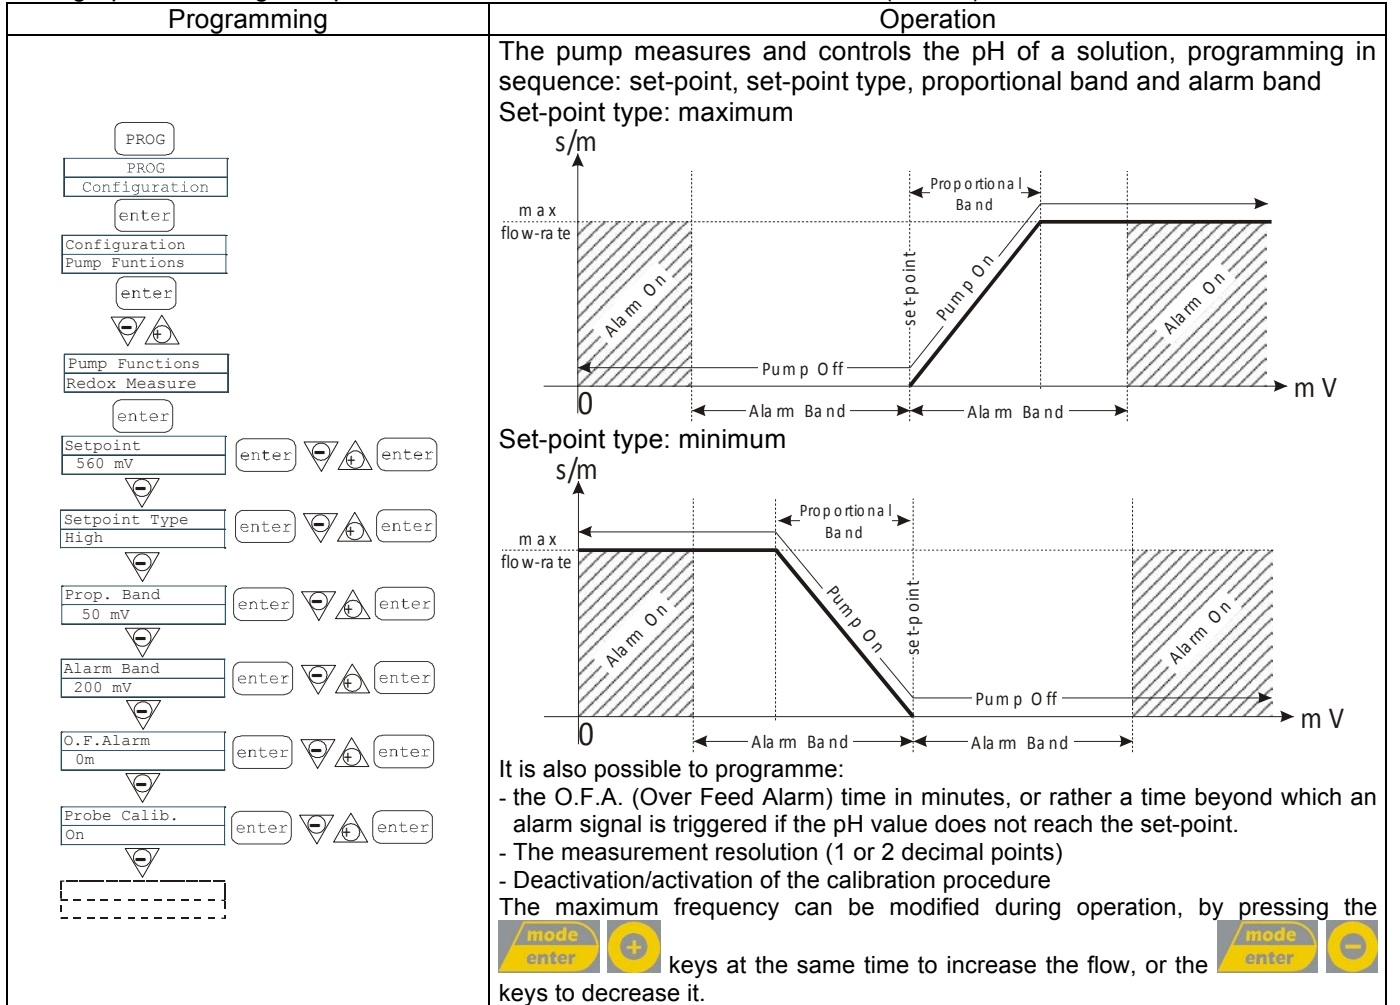 Programming
Operation
PROG
PROG
Configuration
enter
Configuration
Pump Funtions
enter
Pump Functions
Redox Measure
enter
Setpoint
560 mV
enter
enter
Setpoint Type
High
enter
enter
Prop. Band
50 mV
enter
enter
Alarm Band
200 mV
enter
enter
O.F.Alarm
0m
enter
enter
Probe Calib.
On
enter
enter
The pump measures and controls the pH of a solution, programming in
sequence: set-point, set-point type, proportional band and alarm band
Set-point type: maximum
s/m
Proportional
Band
max
flow-rate
Alarm On
set-point
Pump On
Alarm On
Pump Off
0
mV
Alarm Band
Alarm Band
Set-point type: minimum
s/m
Proportional
Band
max
flow-rate
Alarm On
Pump On
set-point
Alarm On
Pump Off
0
mV
Alarm Band
Alarm Band
It is also possible to programme:
- the O.F.A. (Over Feed Alarm) time in minutes, or rather a time beyond which an
alarm signal is triggered if the pH value does not reach the set-point.
- The measurement resolution (1 or 2 decimal points)
- Deactivation/activation of the calibration procedure
The maximum frequency can be modified during operation, by pressing the
mode
enter
+
keys at the same time to increase the flow, or the
mode
enter
-
keys to decrease it.